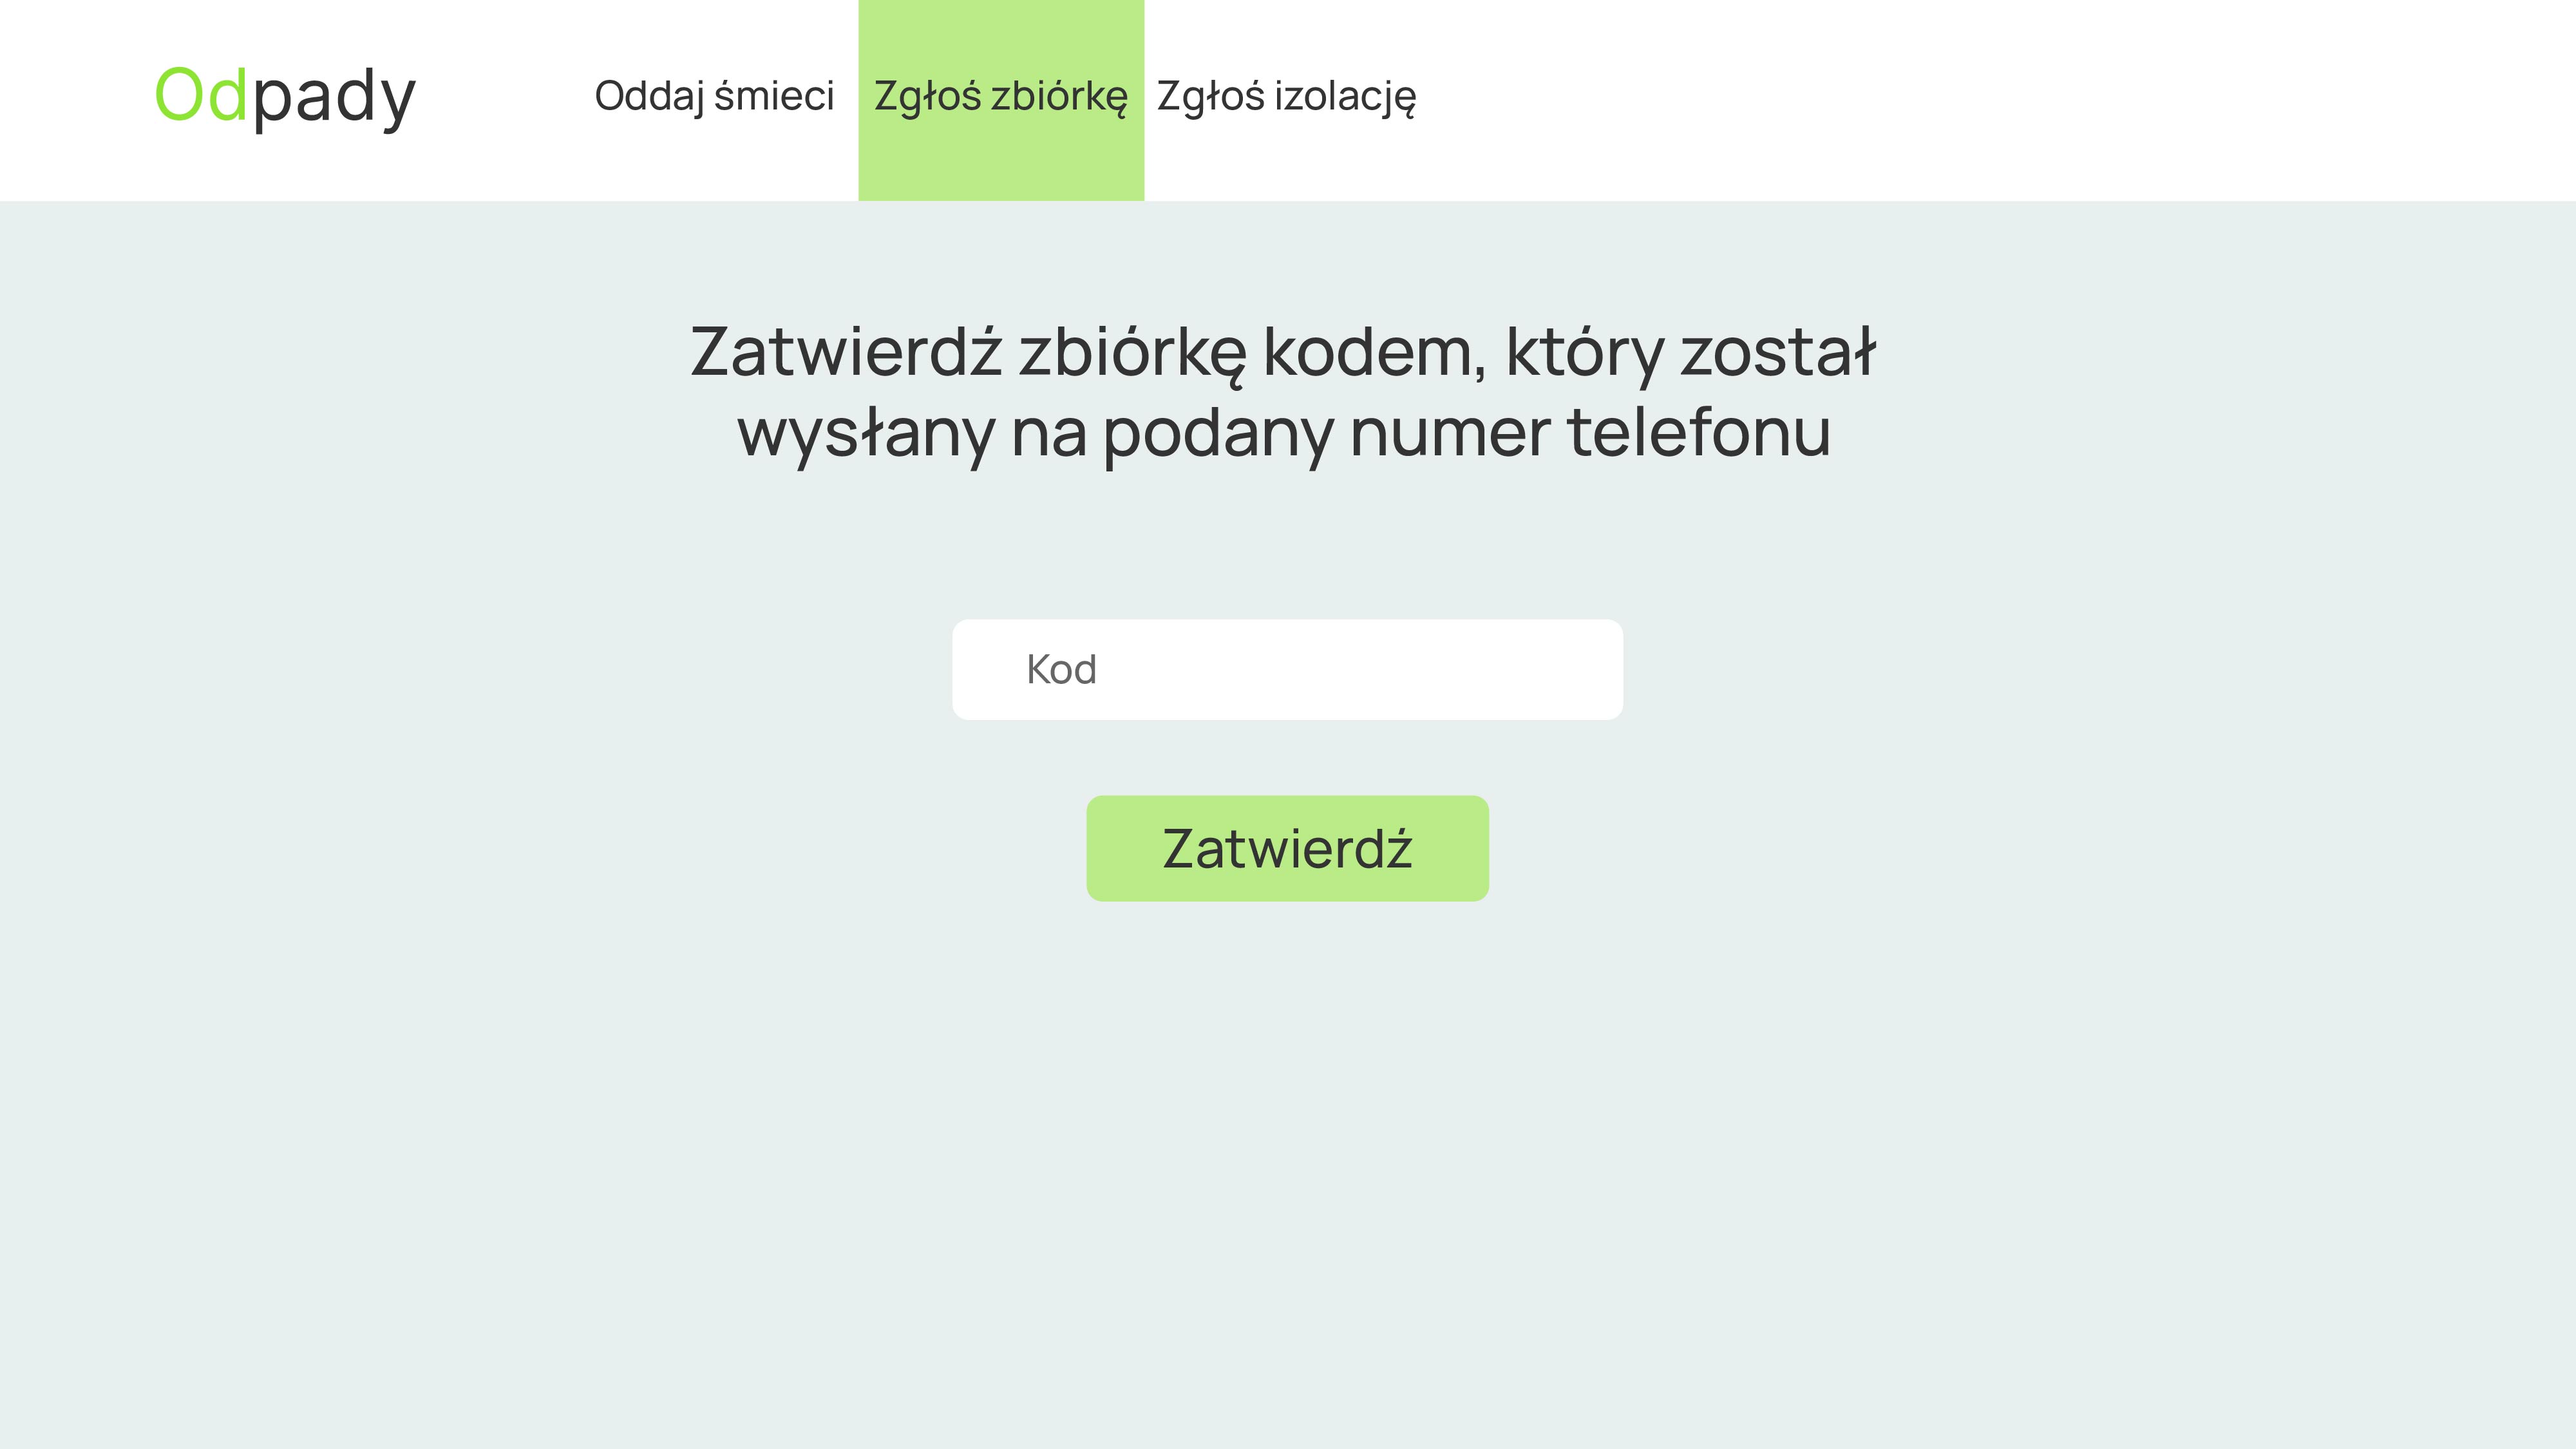 Odpady
Oddaj śmieci
Zgłoś zbiórkę
Zgłoś izolację
Zatwierdź zbiórkę kodem, który został
wysłany na podany numer telefonu
Kod
Zatwierdź